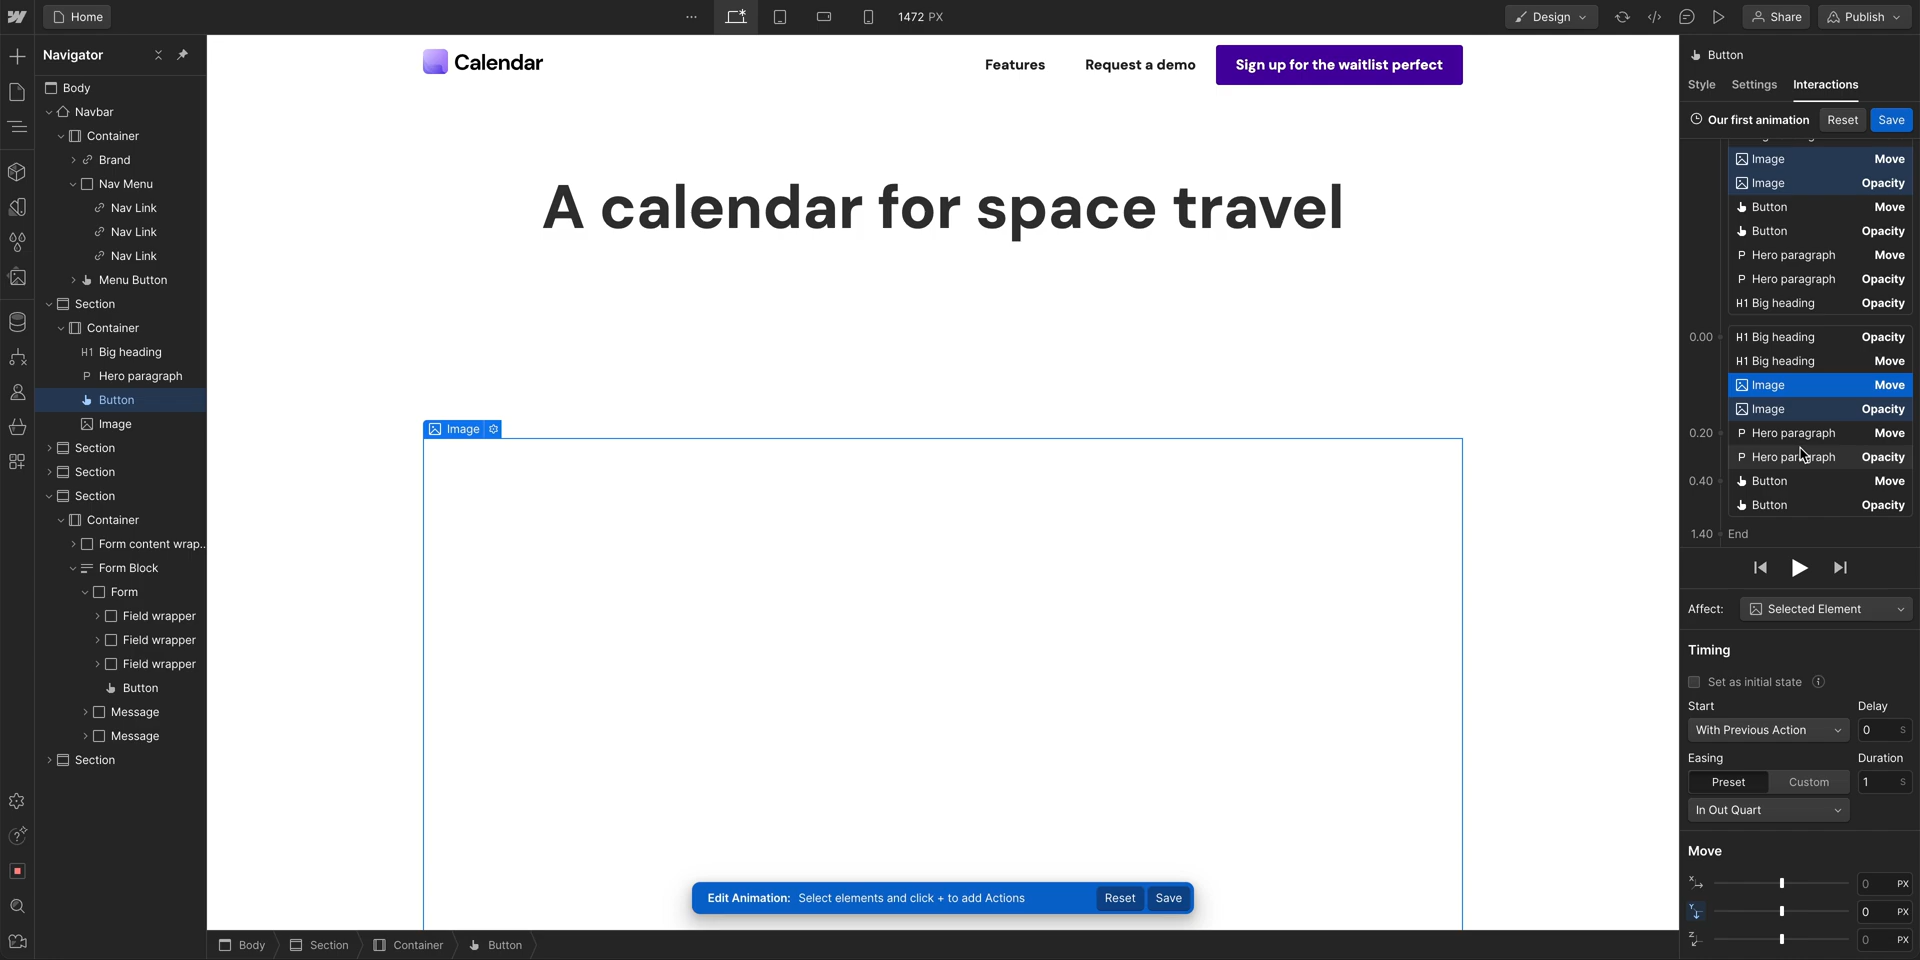 Home
1472 PX
Design
Share
Publish
Navigator
Body
Navbar
Container
Brand
Nav Menu
Nav Link
Nav Link
Nav Link
Menu Button
Section
Container
H1 Big heading
P Hero paragraph
Button
Image
Section
Section
Section
Container
Form content wrap...
Form Block
Form
Field wrapper
Field wrapper
Field wrapper
Button
Message
Message
Section
Calendar
Features
Request a demo
Sign up for the waitlist perfect
A calendar for space travel
Image
Edit Animation: Select elements and click + to add Actions
Reset
Save
Body
Section
Container
Button
Button
Style
Settings
Interactions
Our first animation
Reset
Save
Image Move
Image Opacity
Button Move
Button Opacity
P Hero paragraph Move
P Hero paragraph Opacity
H1 Big heading Opacity
0.00 H1 Big heading Opacity
H1 Big heading Move
Image Move
Image Opacity
0.20 P Hero paragraph Move
P Hero paragraph Opacity
0.40 Button Move
Button Opacity
1.40 End
Affect: Selected Element
Timing
Set as initial state
Start Delay
With Previous Action 0 S
Easing Duration
Preset Custom 1 S
In Out Quart
Move
X 0 PX
Y 0 PX
Z 0 PX